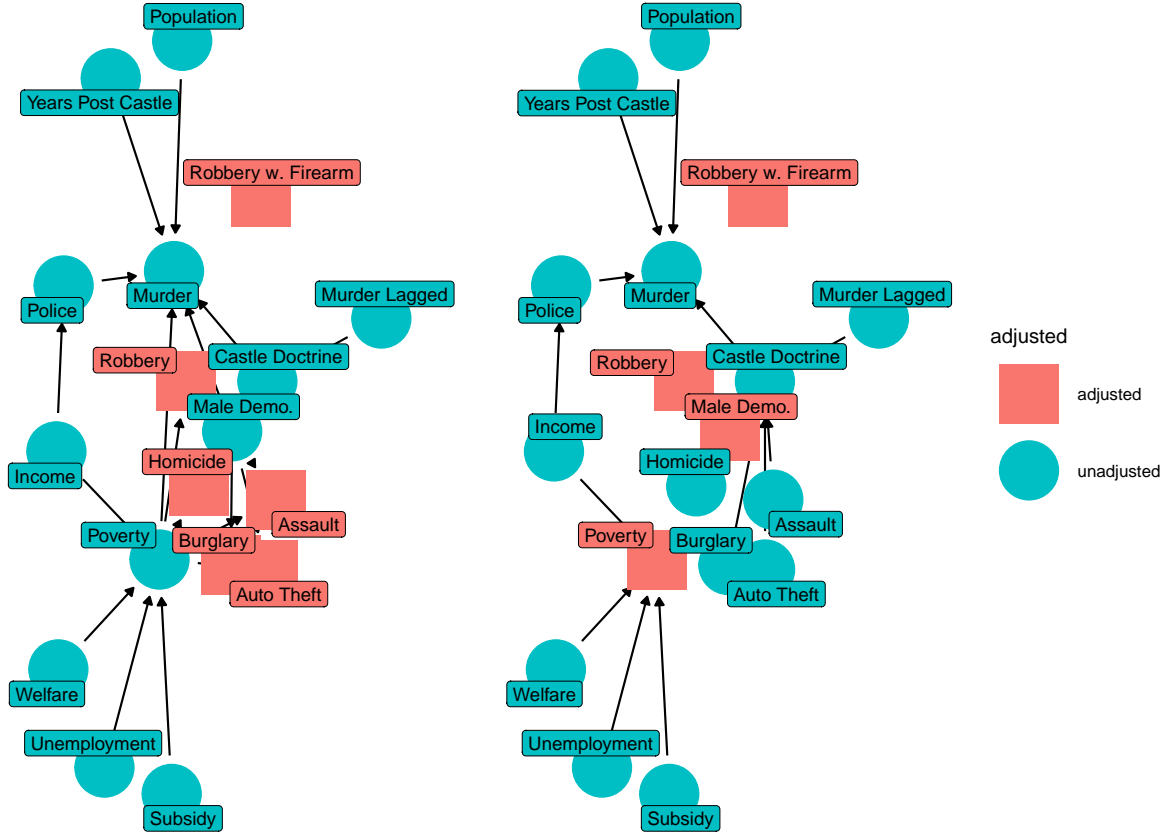 Population
Years Post Castle
Robbery w. Firearm
Murder
Police
Murder Lagged
Robbery
Castle Doctrine
Male Demo.
Homicide
Income
Poverty
Burglary
Assault
Auto Theft
Welfare
Unemployment
Subsidy
Population
Years Post Castle
Robbery w. Firearm
Murder
Police
Murder Lagged
Robbery
Castle Doctrine
Male Demo.
Income
Homicide
Poverty
Burglary
Assault
Auto Theft
Welfare
Unemployment
Subsidy
adjusted
adjusted
unadjusted